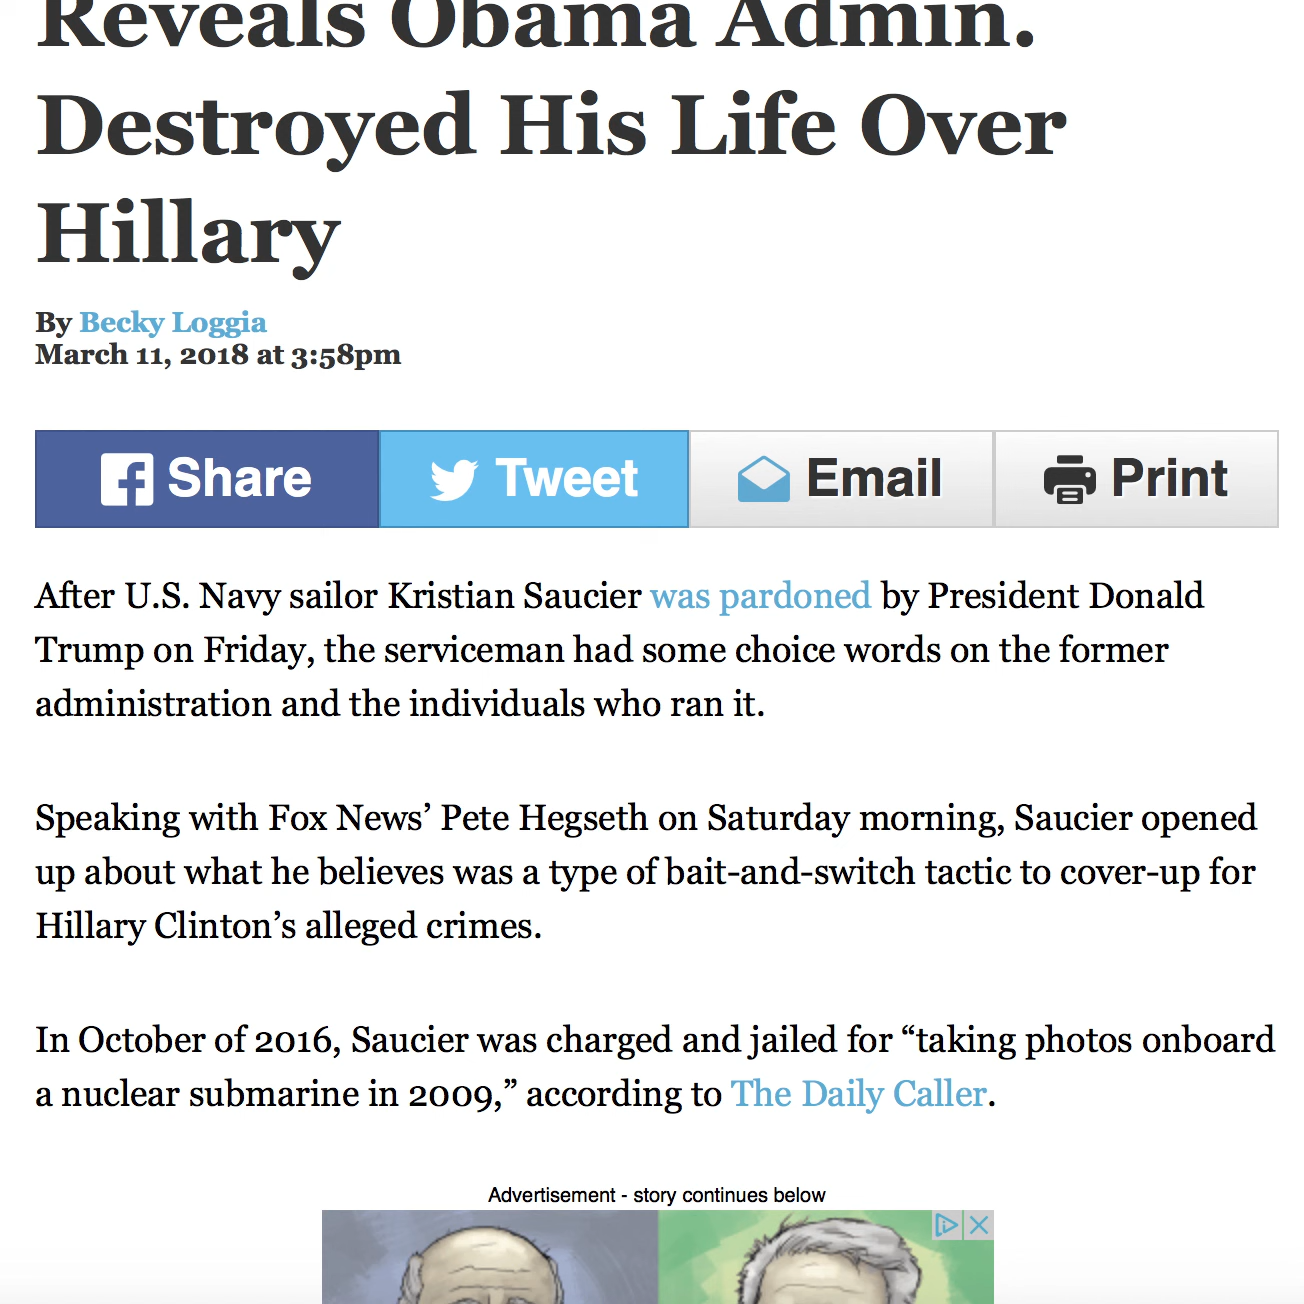 Reveals Obama Admin.
Destroyed His Life Over
Hillary
By Becky Loggia
March 11, 2018 at 3:58pm
Share Tweet Email Print
After U.S. Navy sailor Kristian Saucier was pardoned by President Donald
Trump on Friday, the serviceman had some choice words on the former
administration and the individuals who ran it.
Speaking with Fox News’ Pete Hegseth on Saturday morning, Saucier opened
up about what he believes was a type of bait-and-switch tactic to cover-up for
Hillary Clinton’s alleged crimes.
In October of 2016, Saucier was charged and jailed for “taking photos onboard
a nuclear submarine in 2009,” according to The Daily Caller.
Advertisement - story continues below